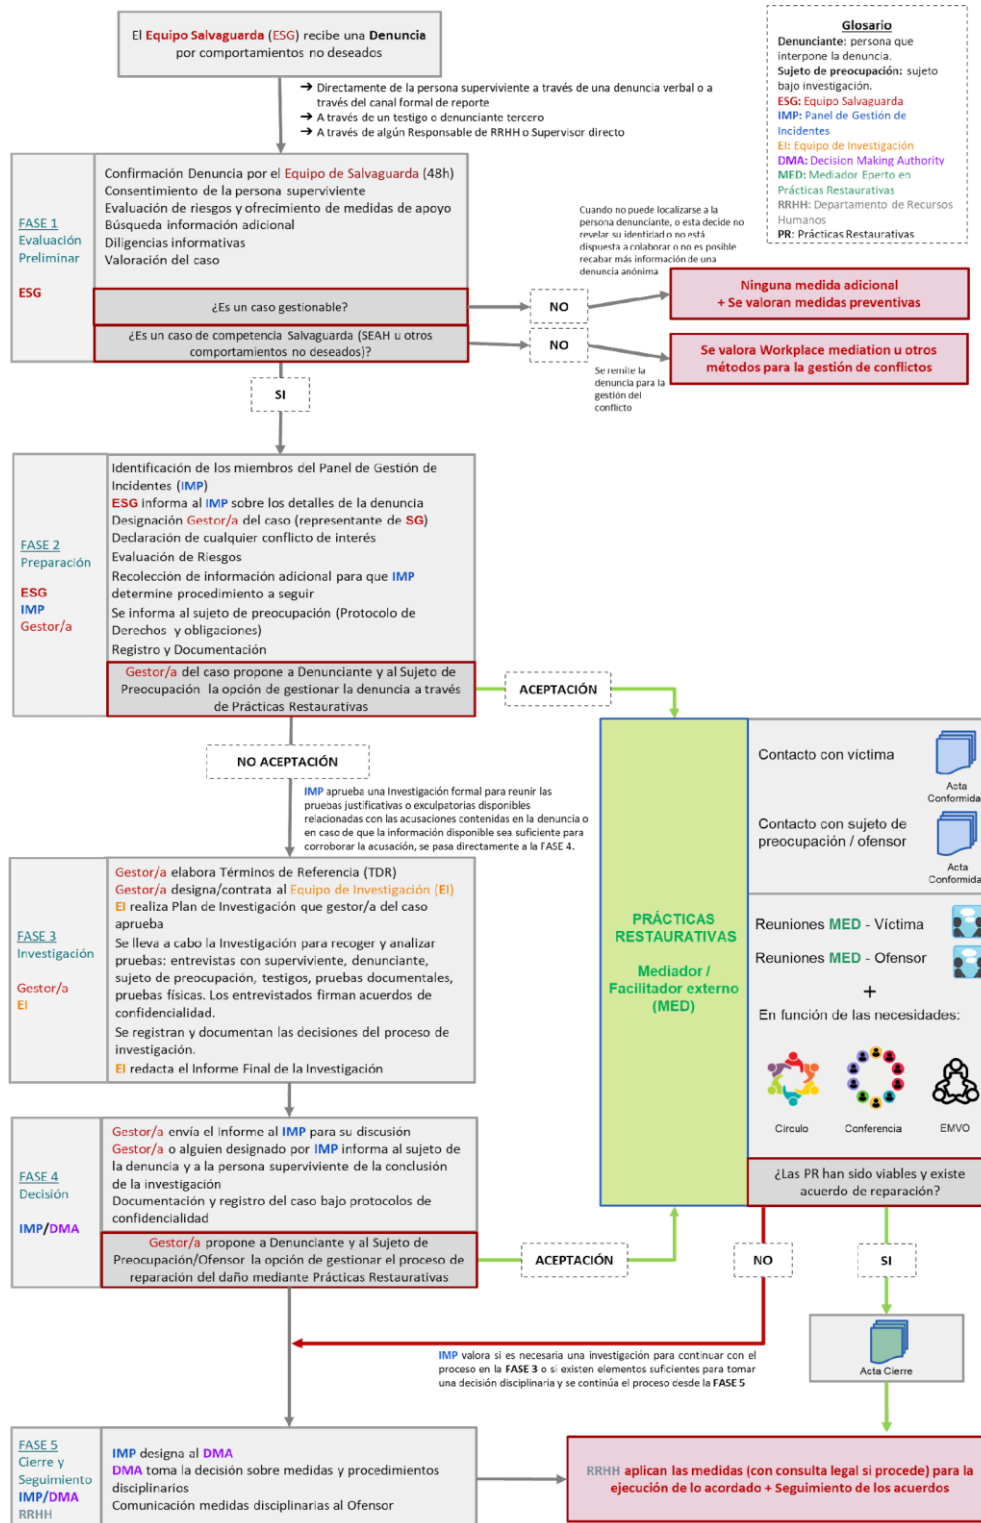 El Equipo Salvaguarda (ESG) recibe una Denuncia
por comportamientos no deseados
Glosario
Denunciante: persona que
interpone la denuncia.
Sujeto de preocupación: sujeto
bajo investigación.
ESG: Equipo Salvaguarda
IMP: Panel de Gestión de
Incidentes
EI: Equipo de Investigación
DMA: Decision Making Authority
MED: Mediador Eperto en
Prácticas Restaurativas
RRHH: Departamento de Recursos
Humanos
PR: Prácticas Restaurativas
➔ Directamente de la persona superviviente a través de una denuncia verbal o a
través del canal formal de reporte
➔ A través de un testigo o denunciante tercero
➔ A través de algún Responsable de RRHH o Supervisor directo
FASE 1
Evaluación
Preliminar
ESG
Confirmación Denuncia por el Equipo de Salvaguarda (48h)
Consentimiento de la persona superviviente
Evaluación de riesgos y ofrecimiento de medidas de apoyo
Búsqueda información adicional
Diligencias informativas
Valoración del caso
¿Es un caso gestionable?
Cuando no puede localizarse a la
persona denunciante, o esta decide no
revelar su identidad o no está
dispuesta a colaborar o no es posible
recabar más información de una
denuncia anónima
NO
Ninguna medida adicional
+ Se valoran medidas preventivas
¿Es un caso de competencia Salvaguarda (SEAH u otros
comportamientos no deseados)?
NO
Se remite la
denuncia para la
gestión del
conflicto
Se valora Workplace mediation u otros
métodos para la gestión de conflictos
SI
FASE 2
Preparación
ESG
IMP
Gestor/a
Identificación de los miembros del Panel de Gestión de
Incidentes (IMP)
ESG informa al IMP sobre los detalles de la denuncia
Designación Gestor/a del caso (representante de SG)
Declaración de cualquier conflicto de interés
Evaluación de Riesgos
Recolección de información adicional para que IMP
determine procedimiento a seguir
Se informa al sujeto de preocupación (Protocolo de
Derechos y obligaciones)
Registro y Documentación
Gestor/a del caso propone a Denunciante y al Sujeto de
Preocupación la opción de gestionar la denuncia a través
de Prácticas Restaurativas
ACEPTACIÓN
NO ACEPTACIÓN
IMP aprueba una Investigación formal para reunir las
pruebas justificativas o exculpatorias disponibles
relacionadas con las acusaciones contenidas en la denuncia o
en caso de que la información disponible sea suficiente para
corroborar la acusación, se pasa directamente a la FASE 4.
FASE 3
Investigación
Gestor/a
EI
Gestor/a elabora Términos de Referencia (TDR)
Gestor/a designa/contrata al Equipo de Investigación (EI)
EI realiza Plan de Investigación que gestor/a del caso
aprueba
Se lleva a cabo la Investigación para recoger y analizar
pruebas: entrevistas con superviviente, denunciante,
sujeto de preocupación, testigos, pruebas documentales,
pruebas físicas. Los entrevistados firman acuerdos de
confidencialidad.
Se registran y documentan las decisiones del proceso de
investigación.
EI redacta el Informe Final de la Investigación
PRÁCTICAS
RESTAURATIVAS
Mediador /
Facilitador externo
(MED)
Contacto con víctima
Acta
Conformidad
Contacto con sujeto de
preocupación / ofensor
Acta
Conformidad
Reuniones MED - Víctima
Reuniones MED - Ofensor
+
En función de las necesidades:
Círculo
Conferencia
EMVO
¿Las PR han sido viables y existe
acuerdo de reparación?
FASE 4
Decisión
IMP/DMA
Gestor/a envía el Informe al IMP para su discusión
Gestor/a o alguien designado por IMP informa al sujeto de
la denuncia y a la persona superviviente de la conclusión
de la investigación
Documentación y registro del caso bajo protocolos de
confidencialidad
Gestor/a propone a Denunciante y al Sujeto de
Preocupación/Ofensor la opción de gestionar el proceso de
reparación del daño mediante Prácticas Restaurativas
ACEPTACIÓN
NO
SI
IMP valora si es necesaria una investigación para continuar con el
proceso en la FASE 3 o si existen elementos suficientes para tomar
una decisión disciplinaria y se continúa el proceso desde la FASE 5
Acta Cierre
FASE 5
Cierre y
Seguimiento
IMP/DMA
RRHH
IMP designa al DMA
DMA toma la decisión sobre medidas y procedimientos
disciplinarios
Comunicación medidas disciplinarias al Ofensor
RRHH aplican las medidas (con consulta legal si procede) para la
ejecución de lo acordado + Seguimiento de los acuerdos